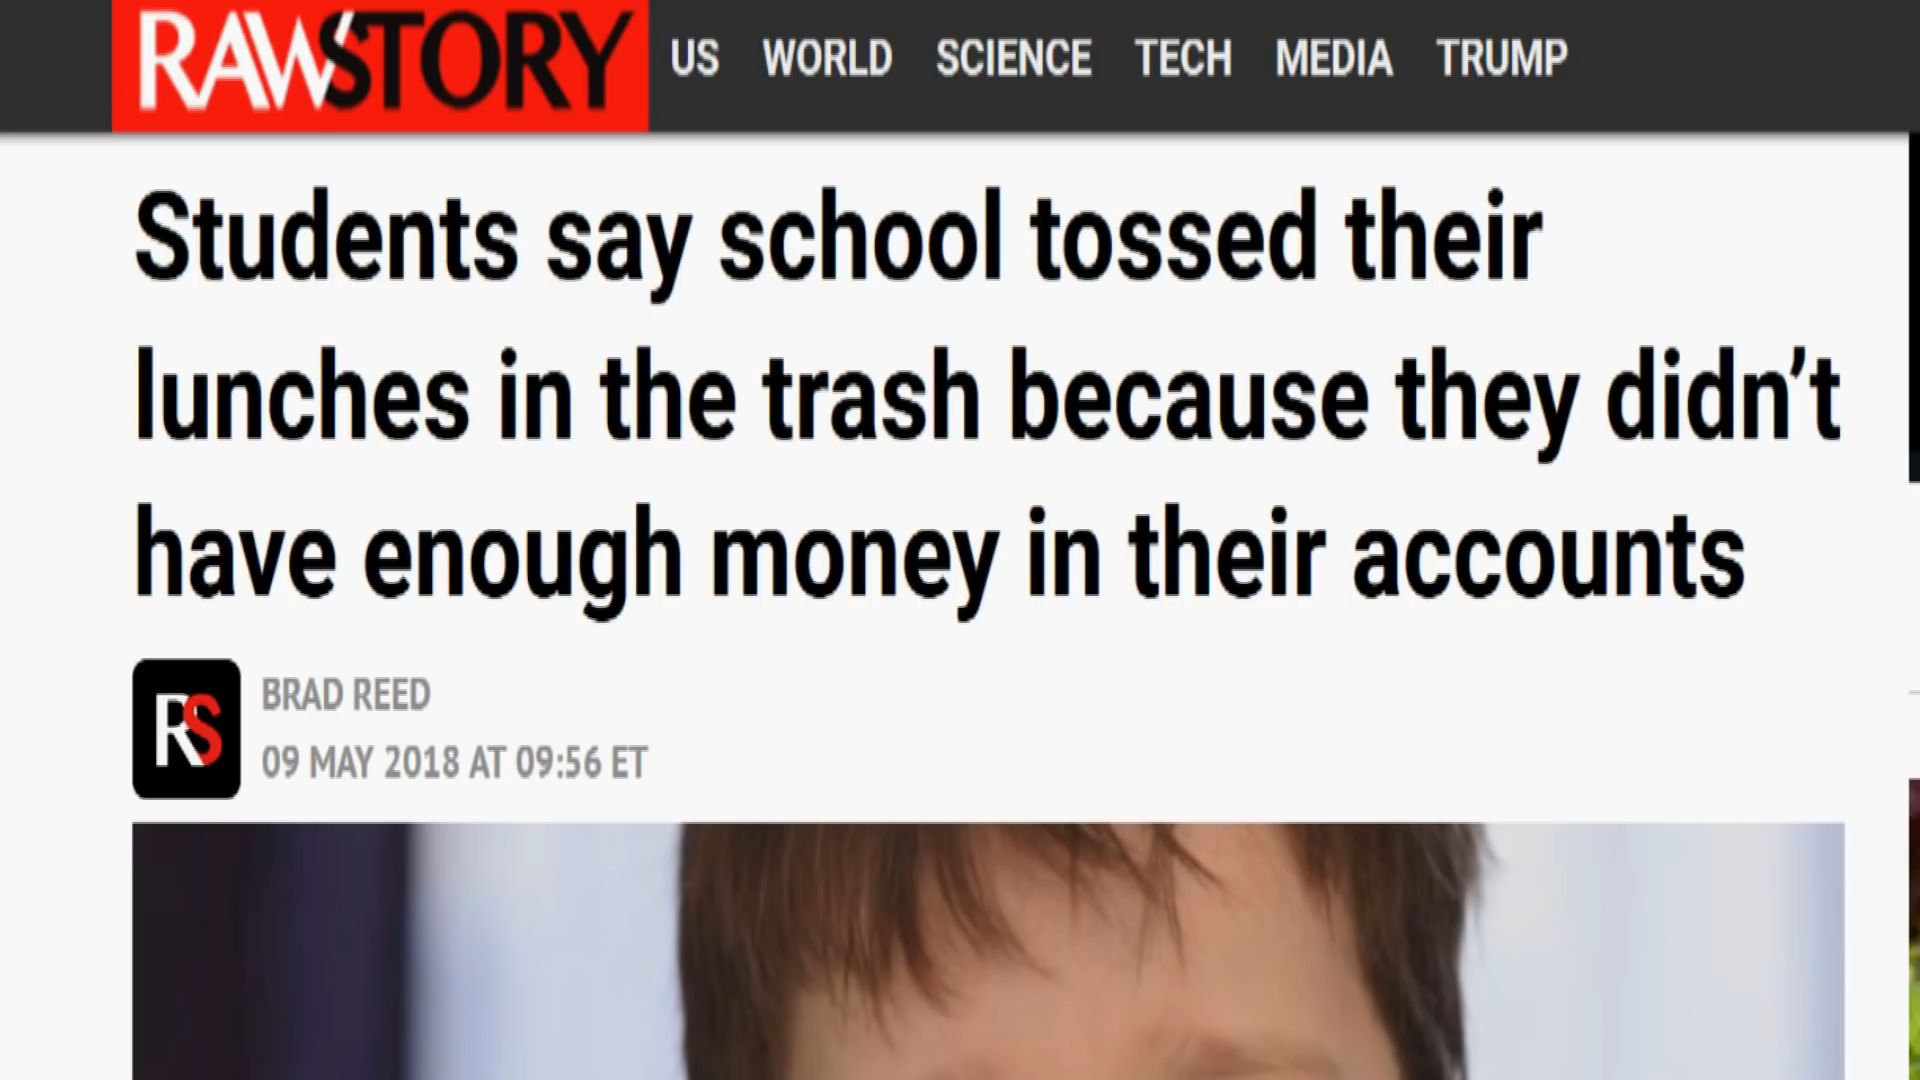 RAWSTORY US WORLD SCIENCE TECH MEDIA TRUMP
Students say school tossed their
lunches in the trash because they didn’t
have enough money in their accounts
RS
BRAD REED
09 MAY 2018 AT 09:56 ET